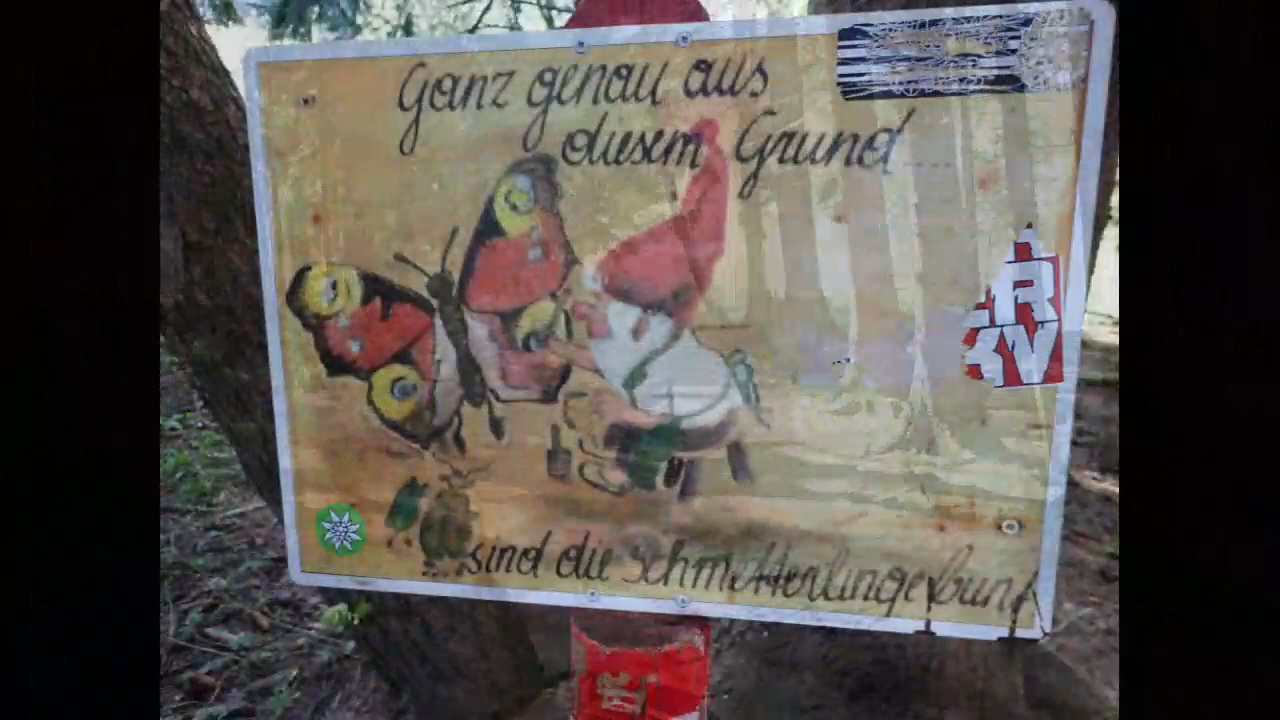 Ganz genau aus
diesem Grund
R
V
sind die Schmetterlinge bunt